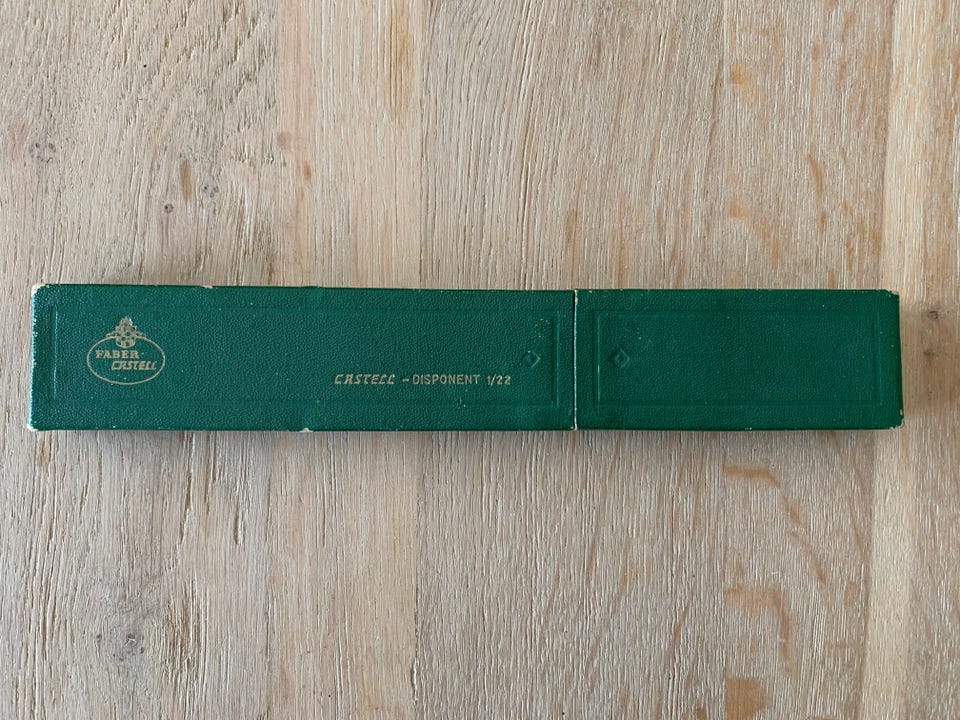 FABER-
CASTELL
CASTELL - DISPONENT 1/22